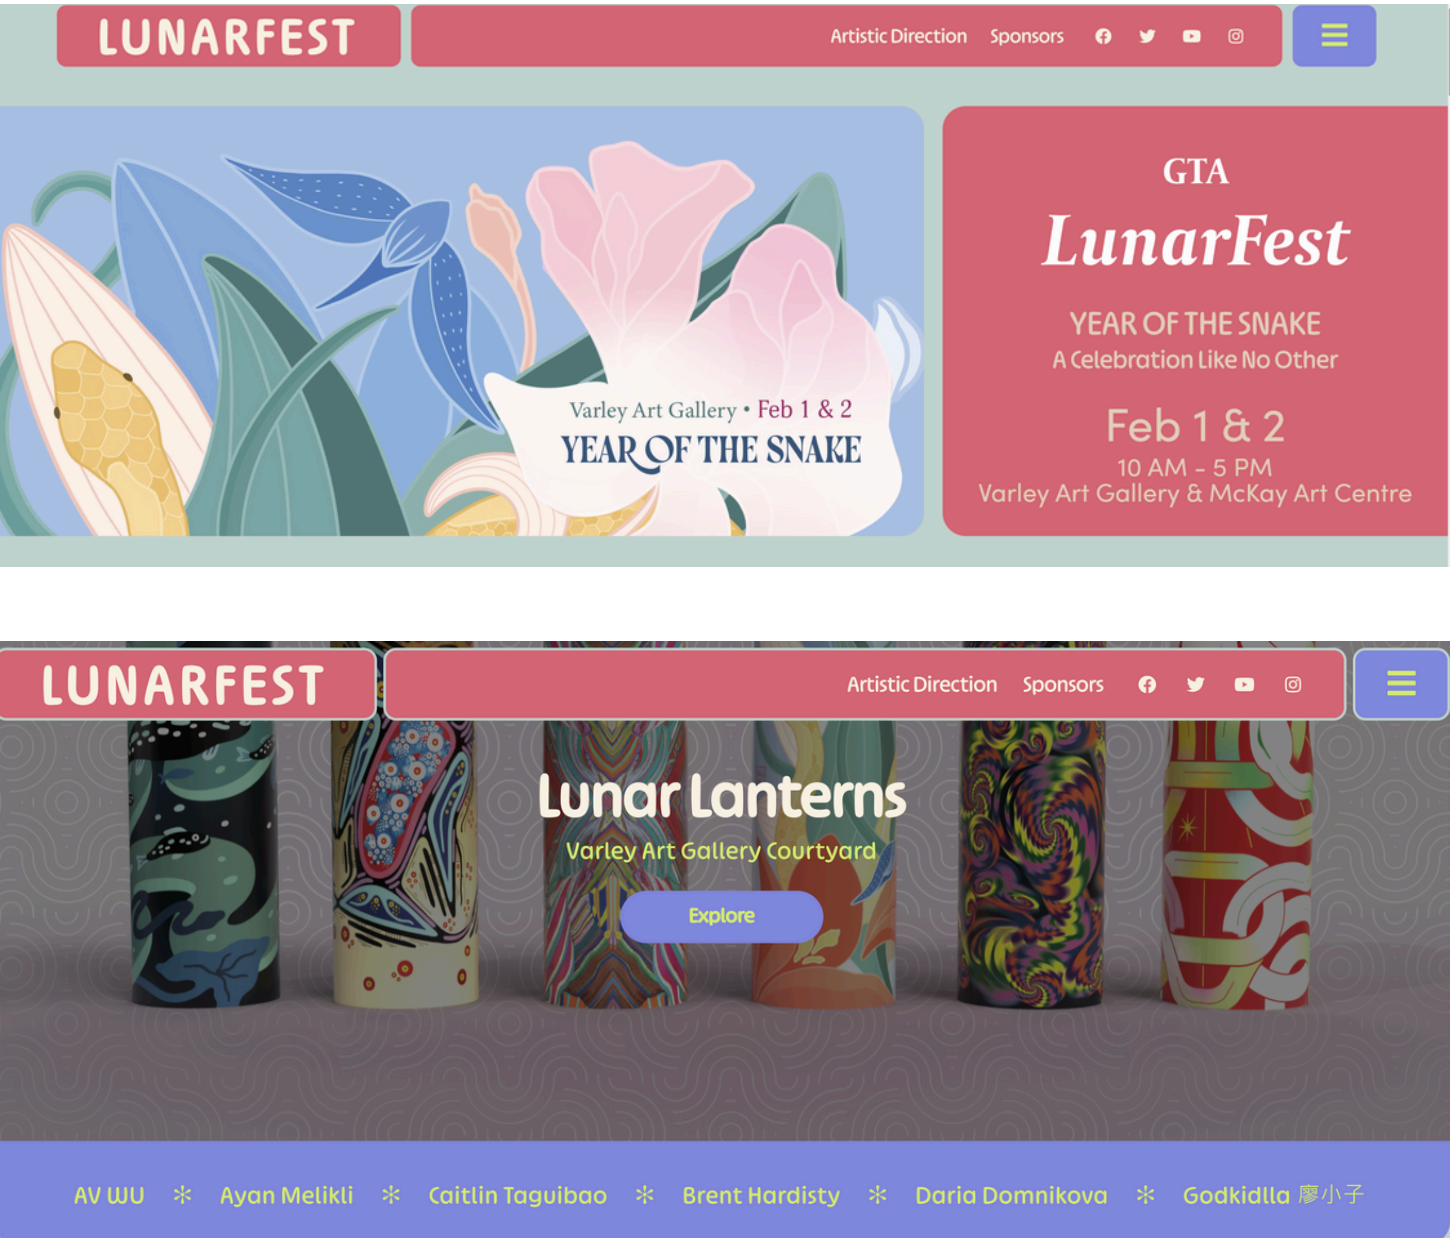 LUNARFEST
Artistic Direction Sponsors
GTA
LunarFest
YEAR OF THE SNAKE
A Celebration Like No Other
Feb 1 & 2
10 AM - 5 PM
Varley Art Gallery & McKay Art Centre
Varley Art Gallery • Feb 1 & 2
YEAR OF THE SNAKE
LUNARFEST
Artistic Direction Sponsors
Lunar Lanterns
Varley Art Gallery Courtyard
Explore
AV WU ✻ Ayan Melikli ✻ Caitlin Taguibao ✻ Brent Hardisty ✻ Daria Domnikova ✻ Godkidlla 廖小子